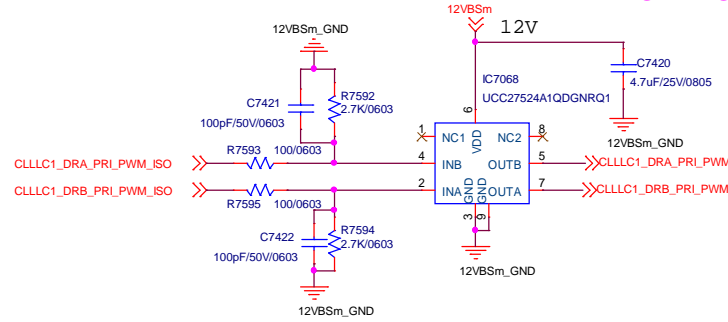 12VBSm
12VBSm_GND
12V
C7420
4.7uF/25V/0805
IC7068
UCC27524A1QDGNRQ1
R7592
2.7K/0603
C7421
100pF/50V/0603
12VBSm_GND
6
1
NC1
VDD
NC2
8
R7593
100/0603
CLLLC1_DRA_PRI_PWM_ISO
4
INB
OUTB
5
CLLLC1_DRA_PRI_PWM
CLLLC1_DRB_PRI_PWM_ISO
2
INA
GND
GND
OUTA
7
CLLLC1_DRB_PRI_PWM
R7595
100/0603
3
9
R7594
2.7K/0603
C7422
100pF/50V/0603
12VBSm_GND
12VBSm_GND